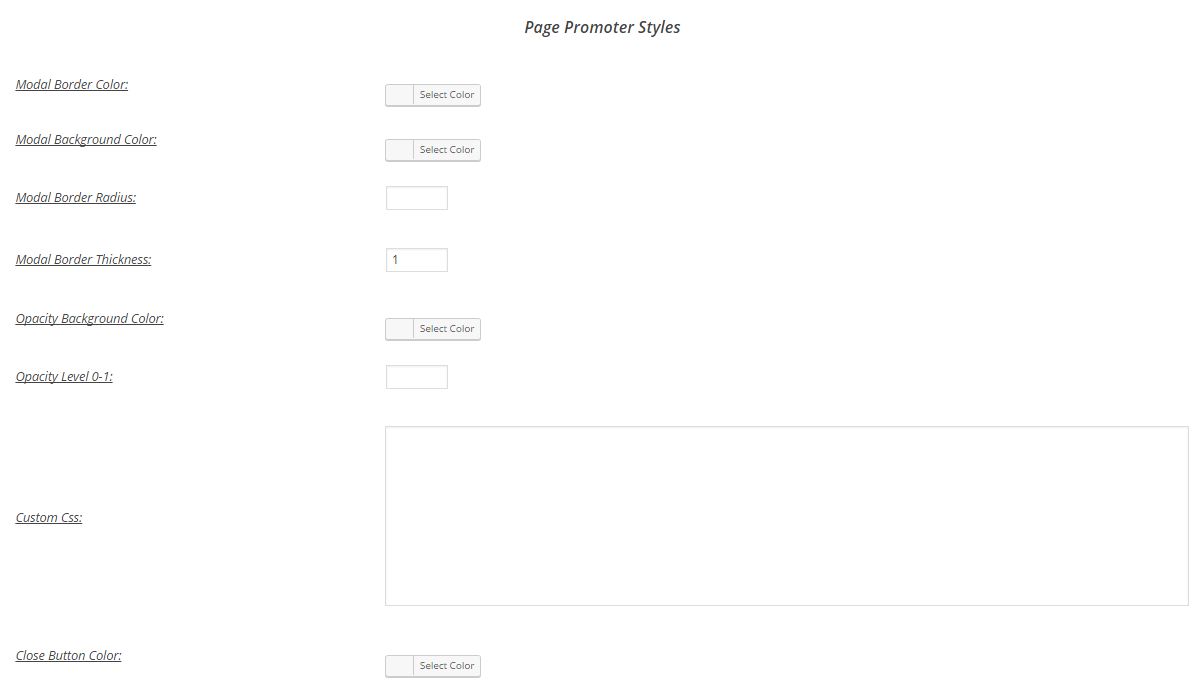 Page Promoter Styles
Modal Border Color:
Select Color
Modal Background Color:
Select Color
Modal Border Radius:
Modal Border Thickness:
1
Opacity Background Color:
Select Color
Opacity Level 0-1:
Custom Css:
Close Button Color:
Select Color